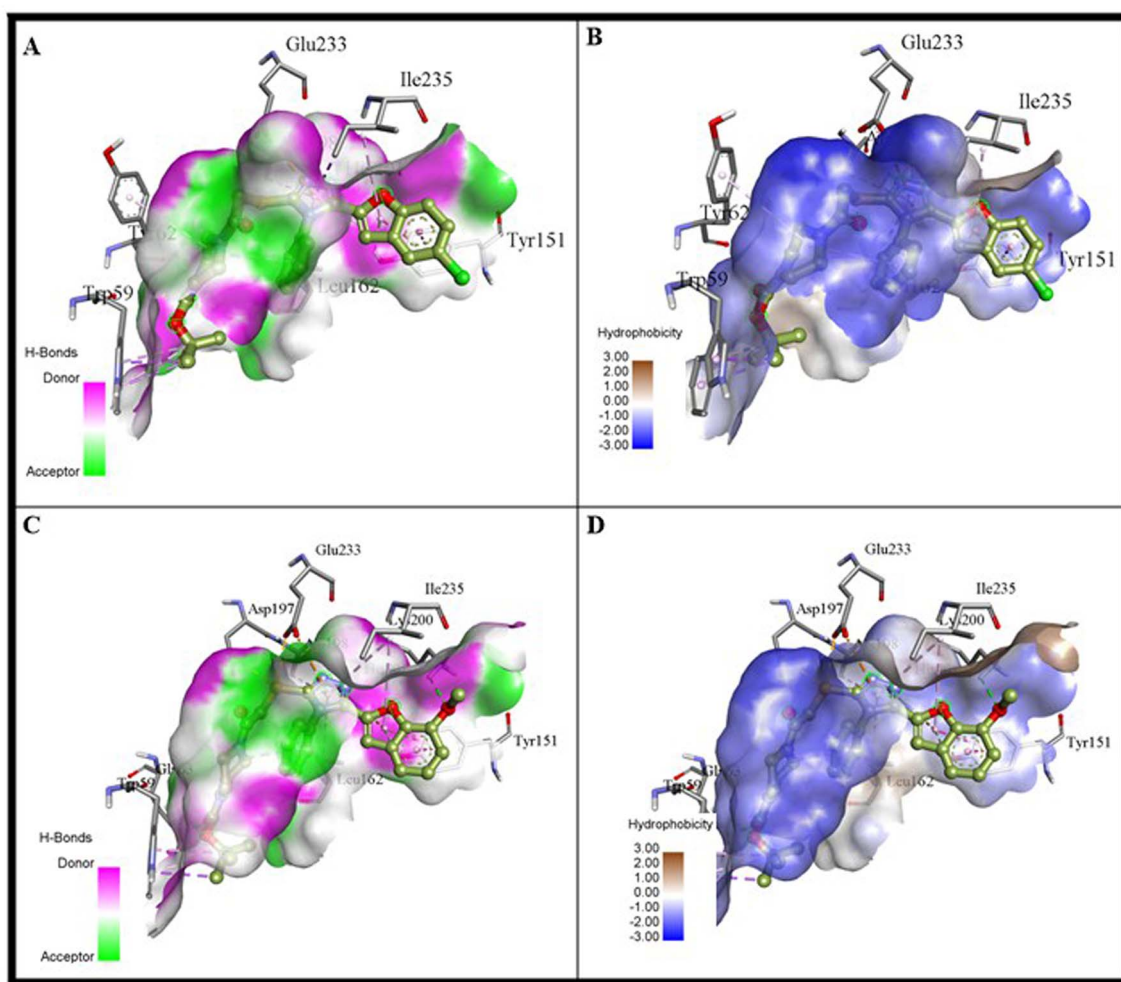 A
Glu233
Ile235
Tyr62
Trp59
Leu162
Tyr151
H-Bonds
Donor
Acceptor
B
Glu233
Ile235
Tyr62
Trp59
Tyr151
Hydrophobicity
3.00
2.00
1.00
0.00
-1.00
-2.00
-3.00
C
Glu233
Asp197
Ile235
Lys200
Trp59
Leu162
Tyr151
H-Bonds
Donor
Acceptor
D
Glu233
Asp197
Ile235
Lys200
Trp59
Leu162
Tyr151
Hydrophobicity
3.00
2.00
1.00
0.00
-1.00
-2.00
-3.00